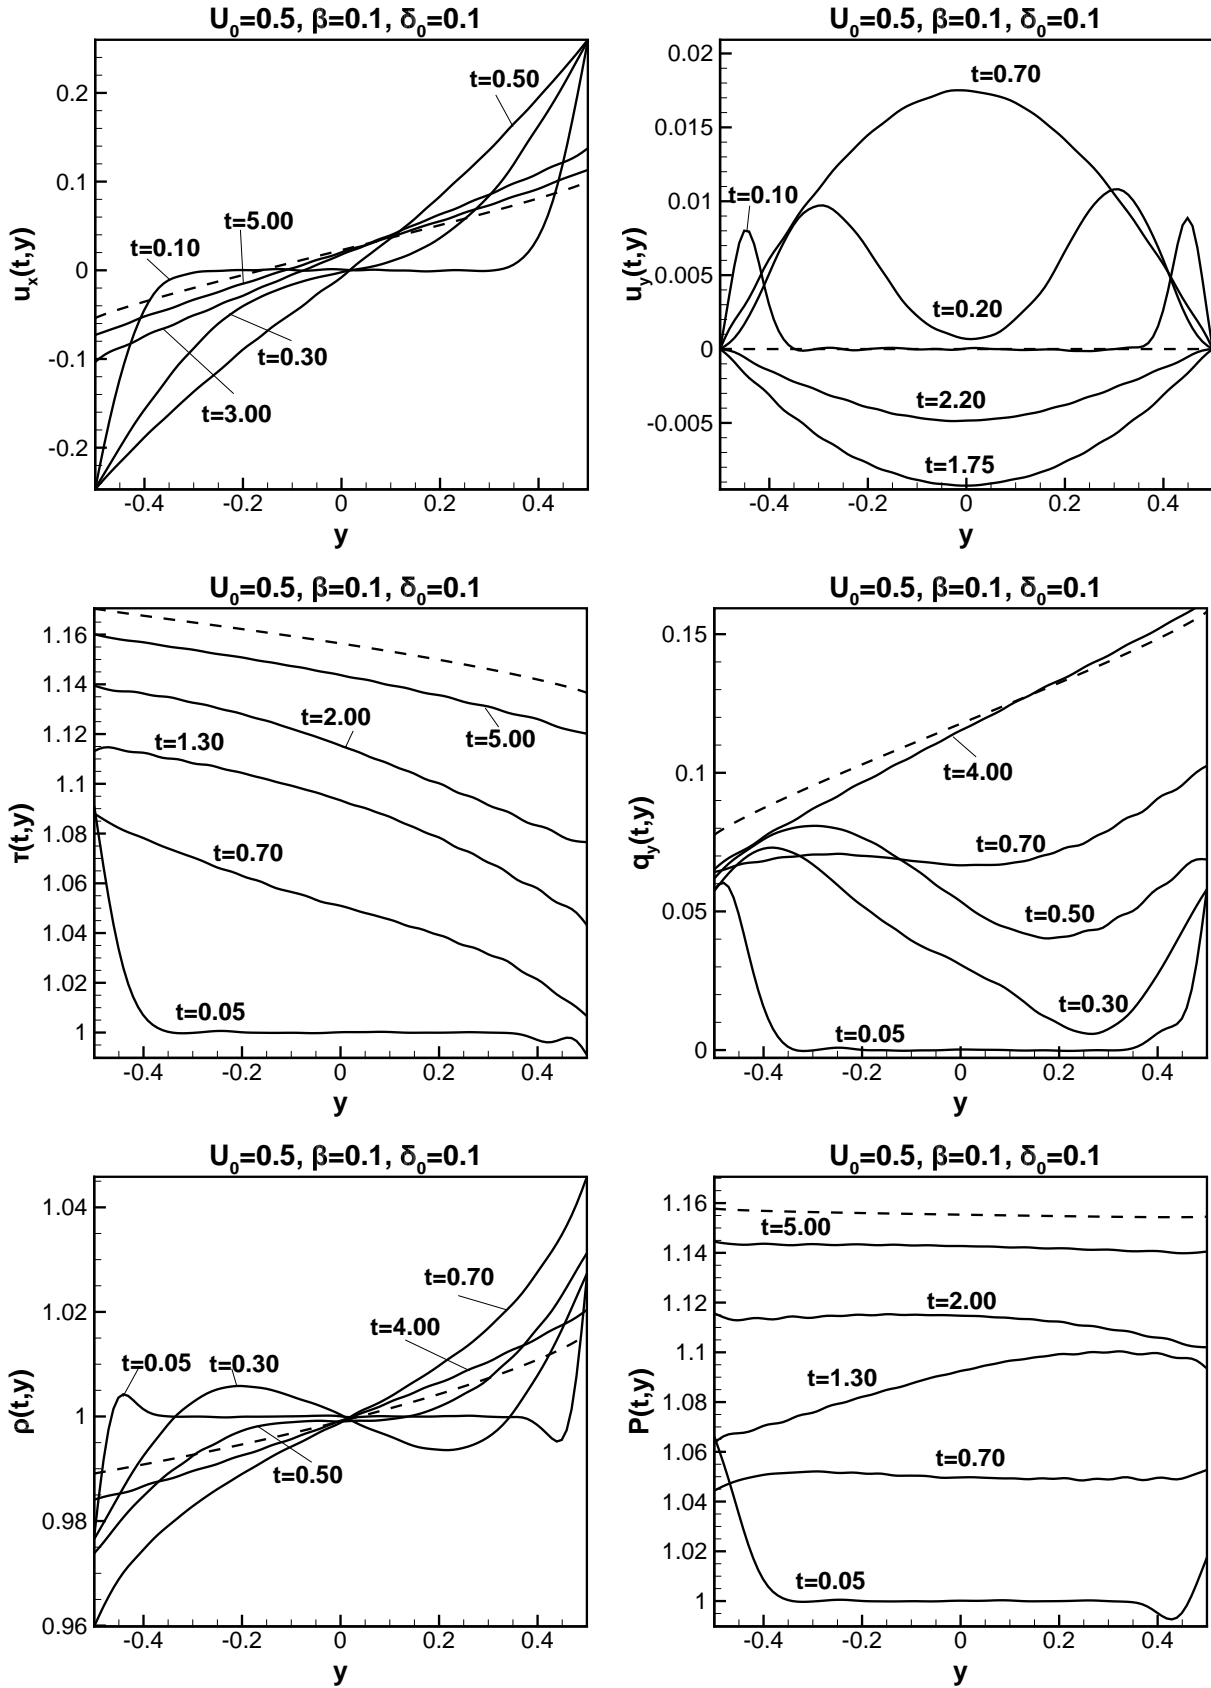 U₀=0.5, β=0.1, δ₀=0.1
uₓ(t,y)
0.2
0.1
0
-0.1
-0.2
t=0.50
t=5.00
t=0.10
t=0.30
t=3.00
-0.4 -0.2 0 0.2 0.4
y
U₀=0.5, β=0.1, δ₀=0.1
u_y(t,y)
0.02
0.015
0.01
0.005
0
-0.005
t=0.70
t=0.10
t=0.20
t=2.20
t=1.75
-0.4 -0.2 0 0.2 0.4
y
U₀=0.5, β=0.1, δ₀=0.1
τ(t,y)
1.16
1.14
1.12
1.1
1.08
1.06
1.04
1.02
1
t=2.00
t=5.00
t=1.30
t=0.70
t=0.05
-0.4 -0.2 0 0.2 0.4
y
U₀=0.5, β=0.1, δ₀=0.1
q_y(t,y)
0.15
0.1
0.05
0
t=4.00
t=0.70
t=0.50
t=0.30
t=0.05
-0.4 -0.2 0 0.2 0.4
y
U₀=0.5, β=0.1, δ₀=0.1
ρ(t,y)
1.04
1.02
1
0.98
0.96
t=0.70
t=4.00
t=0.05 t=0.30
t=0.50
-0.4 -0.2 0 0.2 0.4
y
U₀=0.5, β=0.1, δ₀=0.1
P(t,y)
1.16
1.14
1.12
1.1
1.08
1.06
1.04
1.02
1
t=5.00
t=2.00
t=1.30
t=0.70
t=0.05
-0.4 -0.2 0 0.2 0.4
y